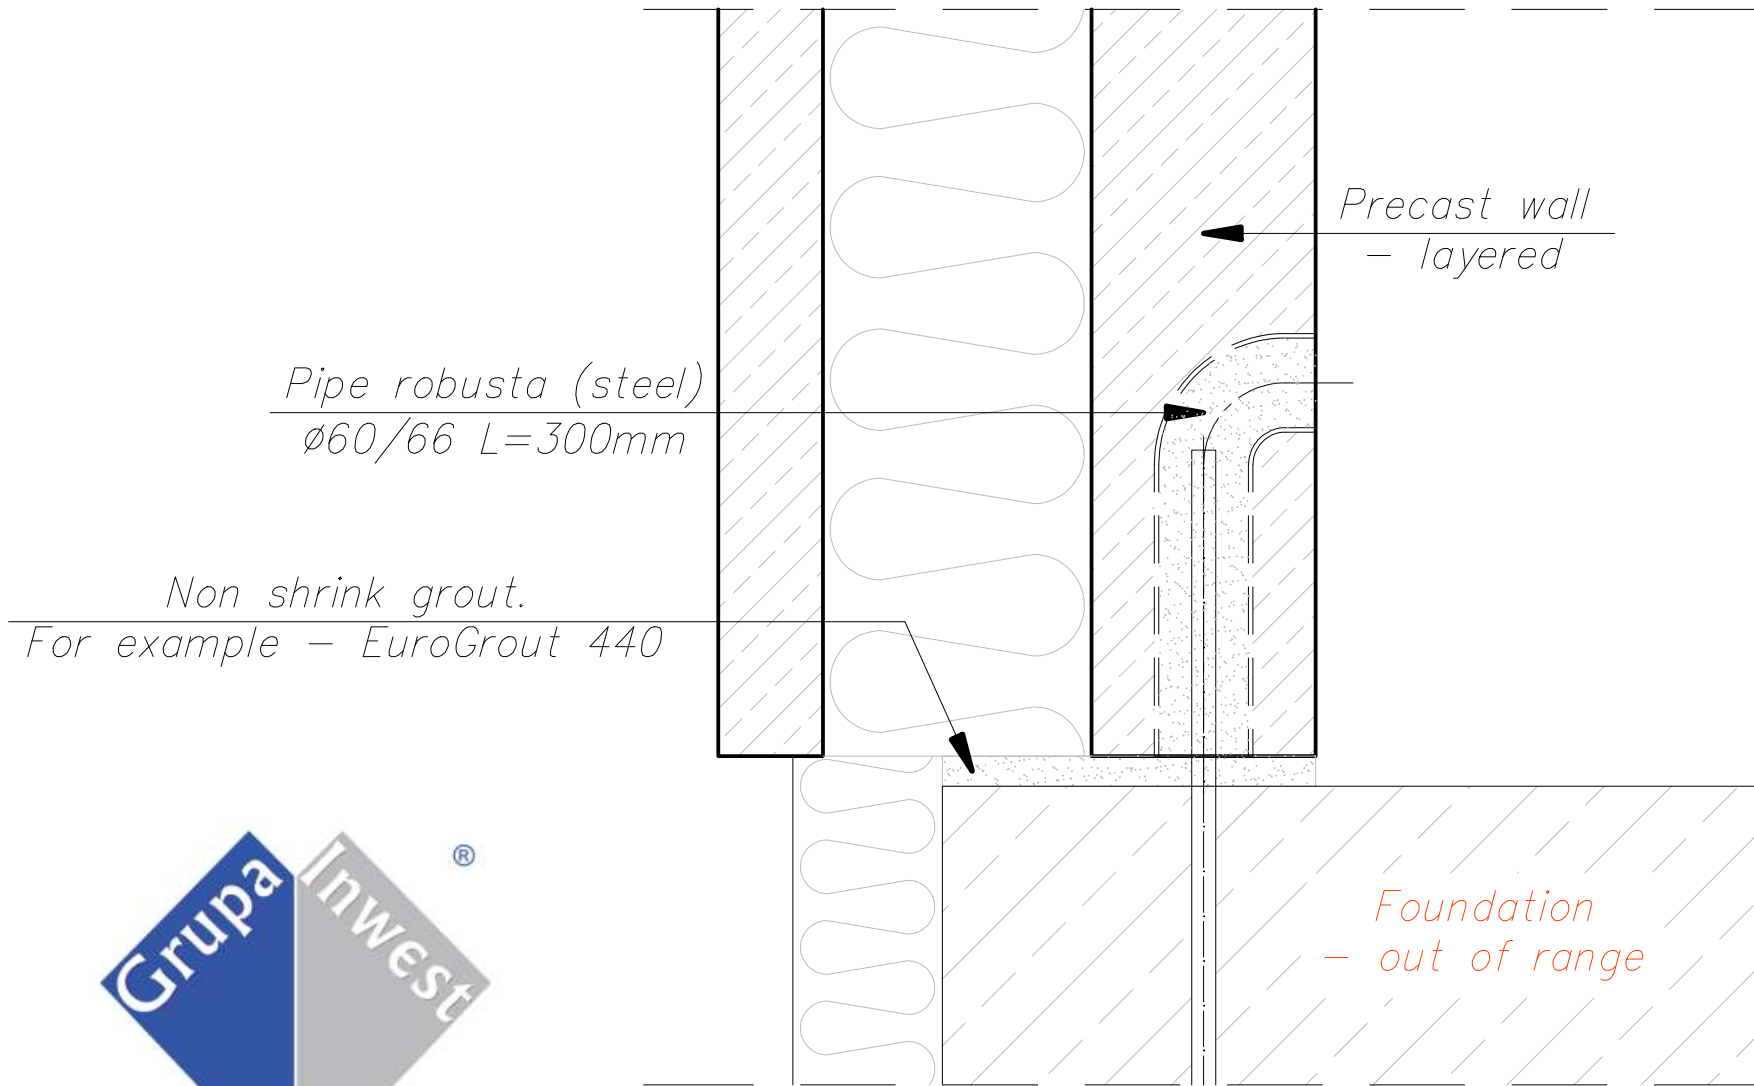 Precast wall
– layered
Pipe robusta (steel)
ø60/66 L=300mm
Non shrink grout.
For example – EuroGrout 440
Grupa Inwest ®
Foundation
– out of range